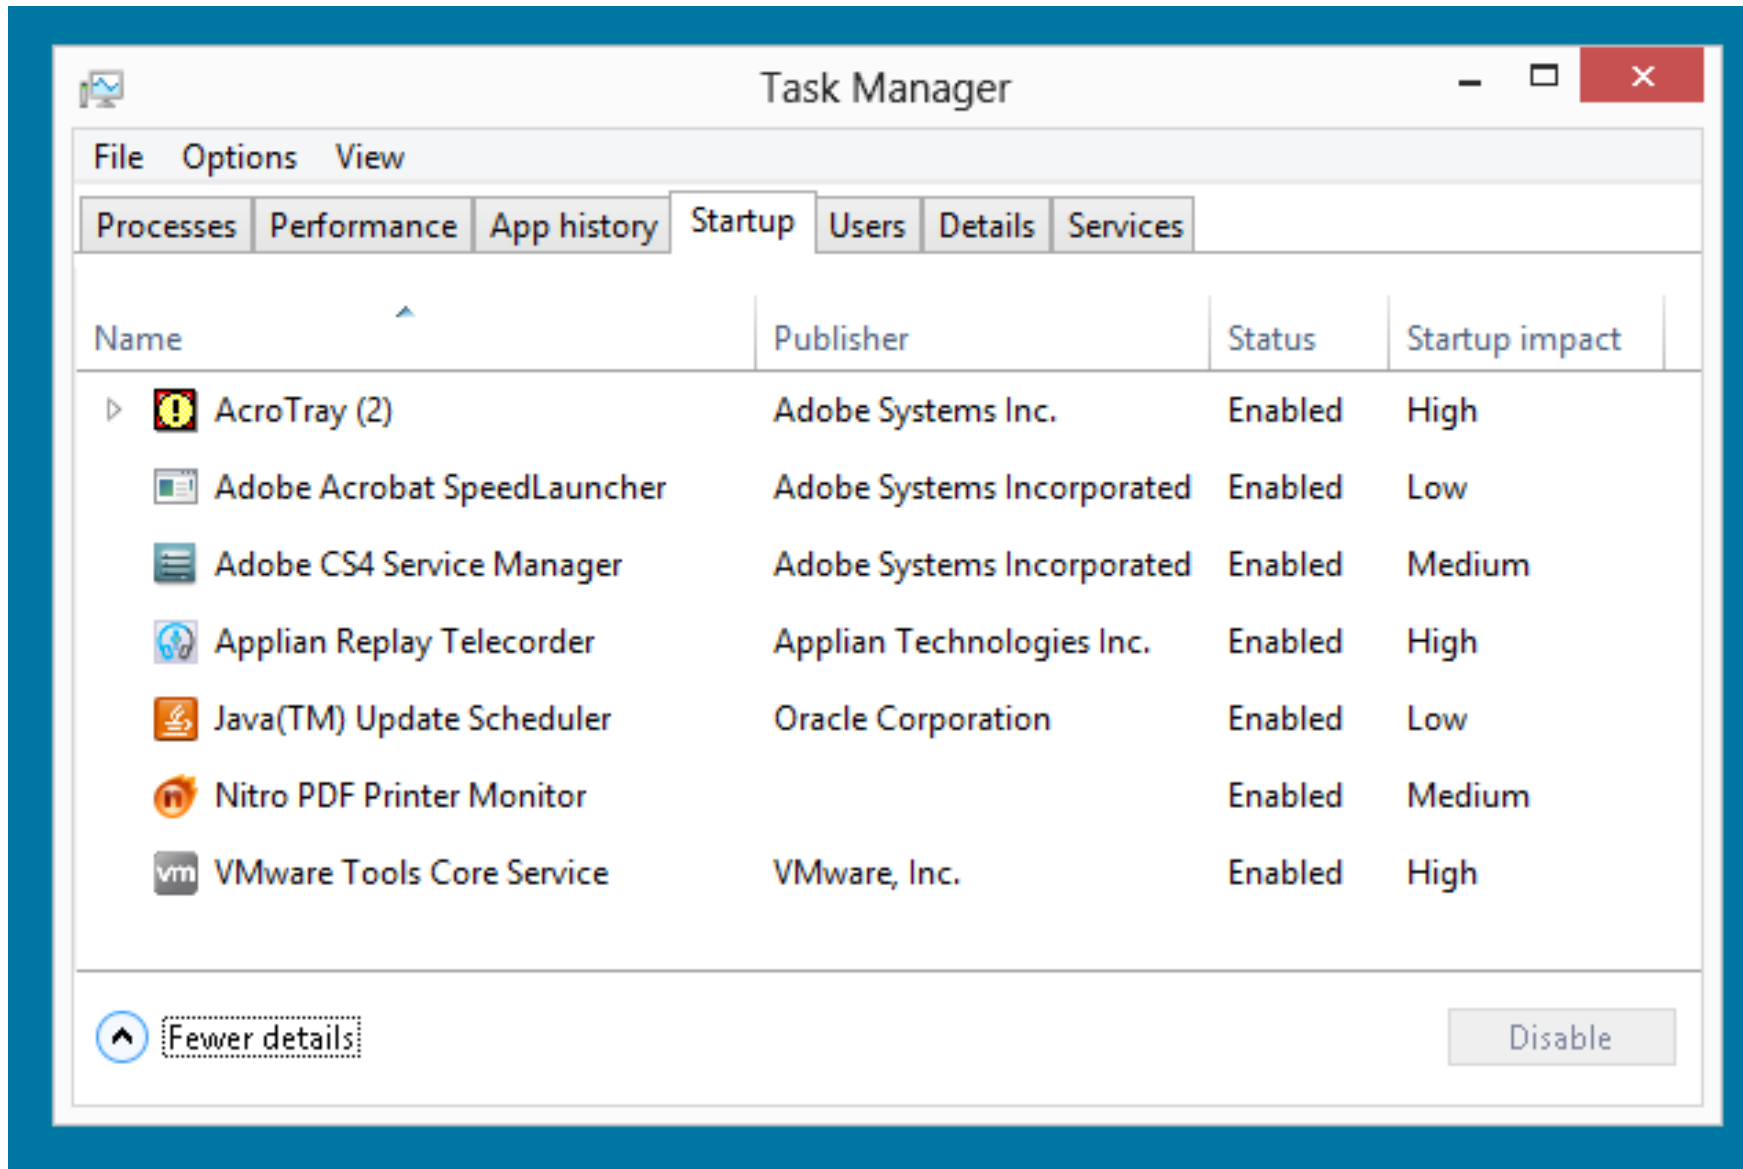 Task Manager
File Options View
Processes Performance App history Startup Users Details Services
Name Publisher Status Startup impact
AcroTray (2) Adobe Systems Inc. Enabled High
Adobe Acrobat SpeedLauncher Adobe Systems Incorporated Enabled Low
Adobe CS4 Service Manager Adobe Systems Incorporated Enabled Medium
Applian Replay Telecorder Applian Technologies Inc. Enabled High
Java(TM) Update Scheduler Oracle Corporation Enabled Low
n Nitro PDF Printer Monitor Enabled Medium
vm VMware Tools Core Service VMware, Inc. Enabled High
Fewer details Disable